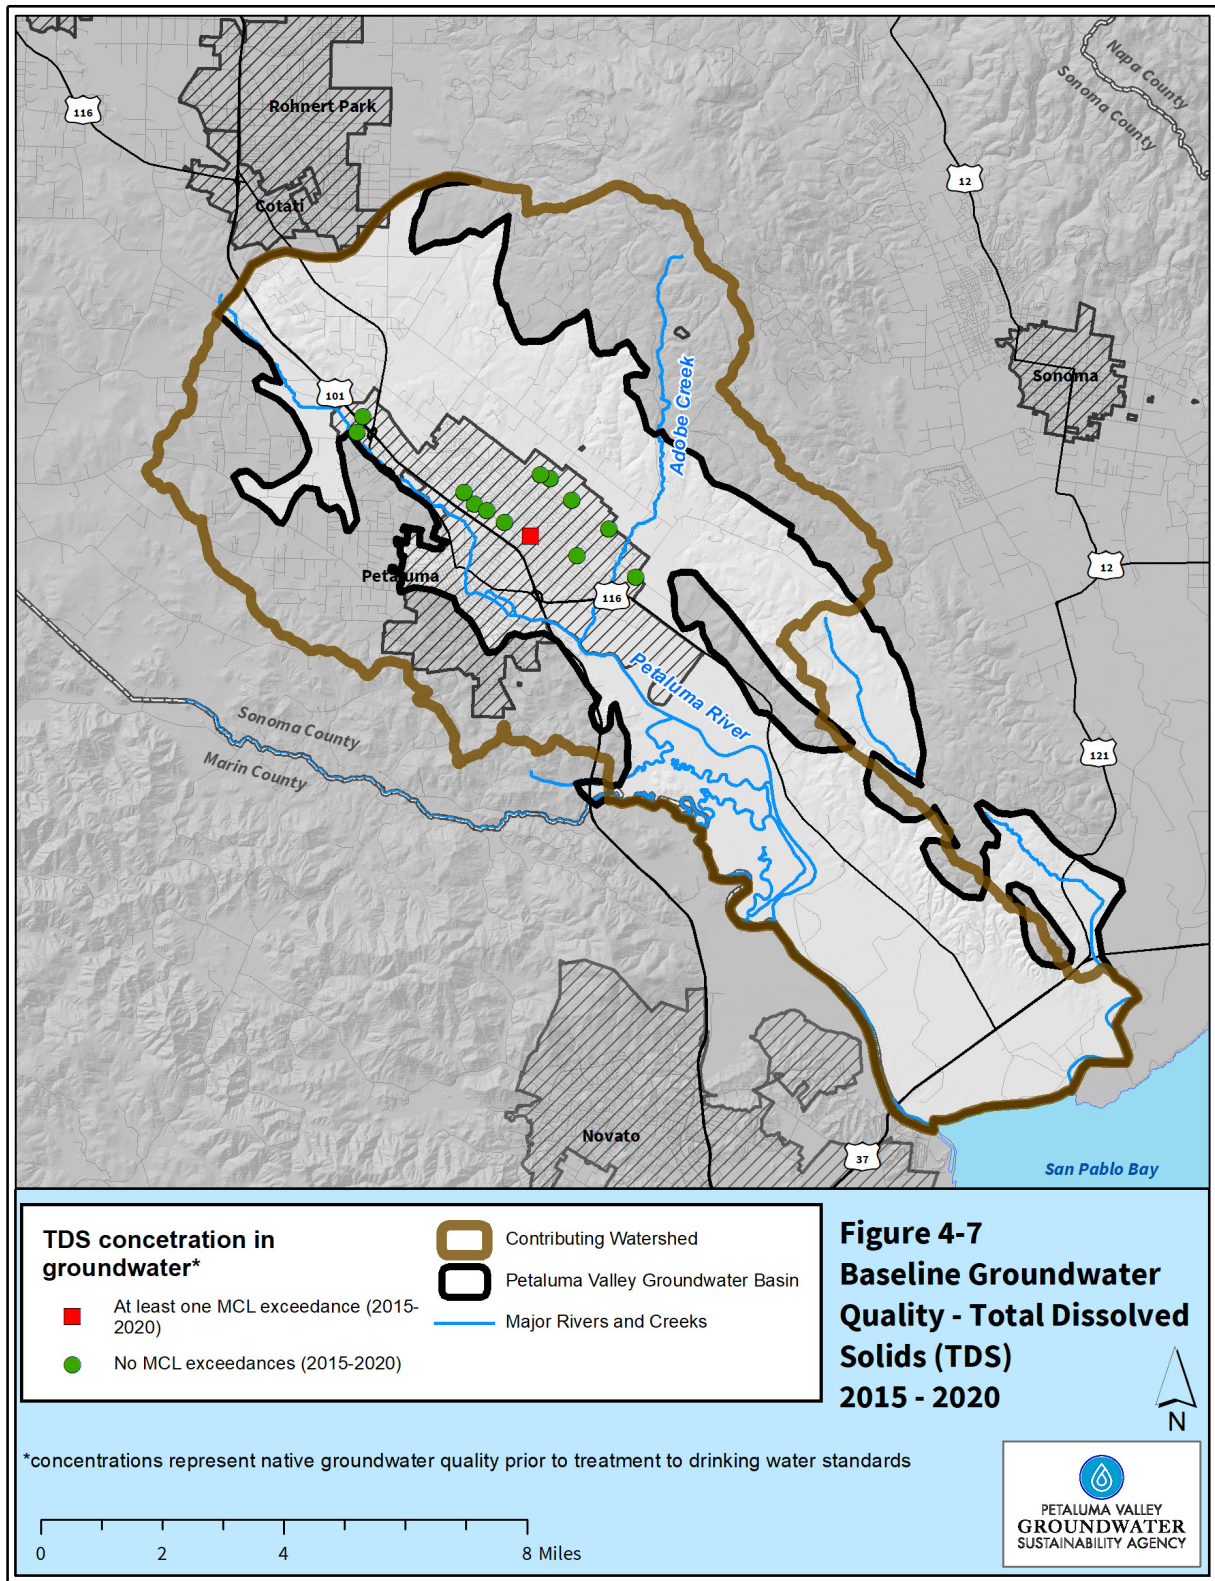 Napa County
Sonoma County
Rohnert Park
116
12
Cotati
Sonoma
101
Adobe Creek
12
Petaluma
116
Petaluma River
Sonoma County
Marin County
121
Novato
37
San Pablo Bay
TDS concetration in
groundwater*
At least one MCL exceedance (2015-
2020)
No MCL exceedances (2015-2020)
Contributing Watershed
Petaluma Valley Groundwater Basin
Major Rivers and Creeks
Figure 4-7
Baseline Groundwater
Quality - Total Dissolved
Solids (TDS)
2015 - 2020
N
*concentrations represent native groundwater quality prior to treatment to drinking water standards
0 2 4 8 Miles
PETALUMA VALLEY
GROUNDWATER
SUSTAINABILITY AGENCY